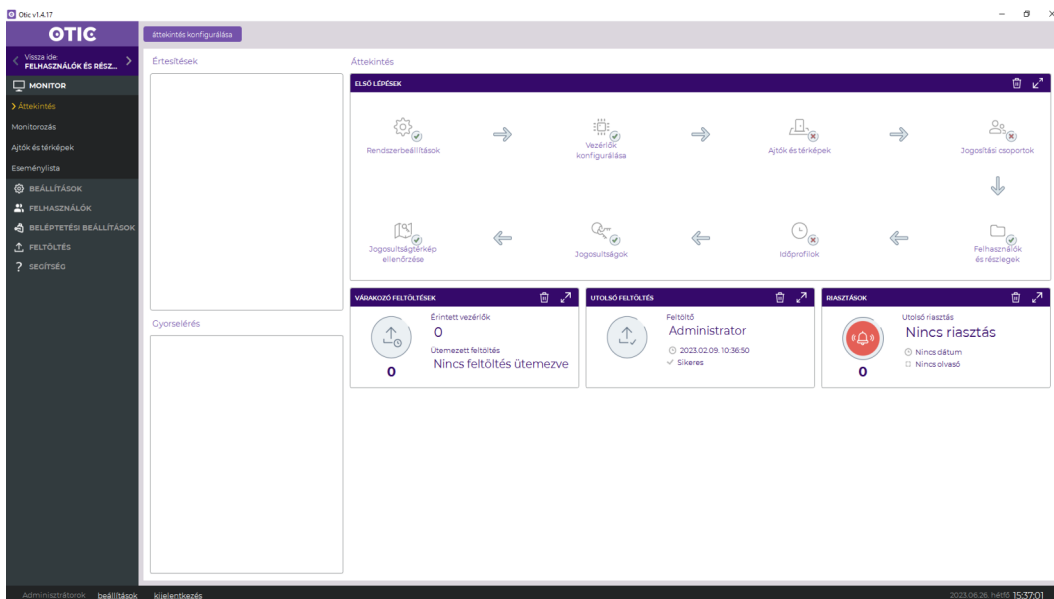 Otic v1.4.17
OTIC
áttekintés konfigurálása
Vissza ide:
FELHASZNÁLÓK ÉS RÉSZ...
MONITOR
Áttekintés
Monitorozás
Ajtók és térképek
Eseménylista
BEÁLLÍTÁSOK
FELHASZNÁLÓK
BELÉPTETÉSI BEÁLLÍTÁSOK
FELTÖLTÉS
? SEGÍTSÉG
Értesítések
Gyorselérés
Áttekintés
ELSŐ LÉPÉSEK
Rendszerbeállítások
Vezérlők
konfigurálása
Ajtók és térképek
Jogosítási csoportok
Jogosultságtérkép
ellenőrzése
Jogosultságok
Időprofilok
Felhasználók
és részlegek
VÁRAKOZÓ FELTÖLTÉSEK
Érintett vezérlők
0
Ütemezett feltöltés
Nincs feltöltés ütemezve
0
UTOLSÓ FELTÖLTÉS
Feltöltő
Administrator
2023.02.09. 10:36:50
Sikeres
RIASZTÁSOK
Utolsó riasztás
Nincs riasztás
Nincs dátum
Nincs olvasó
0
Adminisztrátorok beállítások kijelentkezés
2023.06.26. hétfő 15:37:01